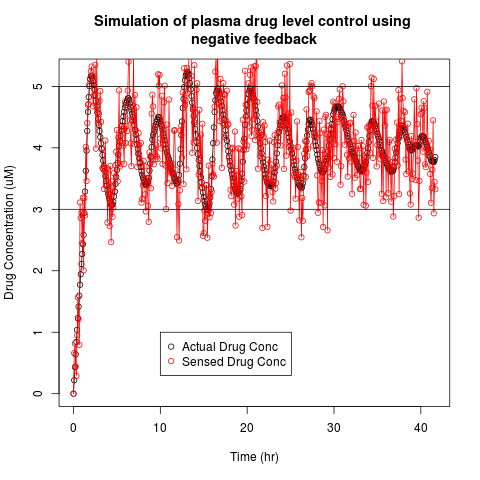 Simulation of plasma drug level control using
negative feedback
Drug Concentration (uM)
5
4
3
2
1
0
Actual Drug Conc
Sensed Drug Conc
0 10 20 30 40
Time (hr)